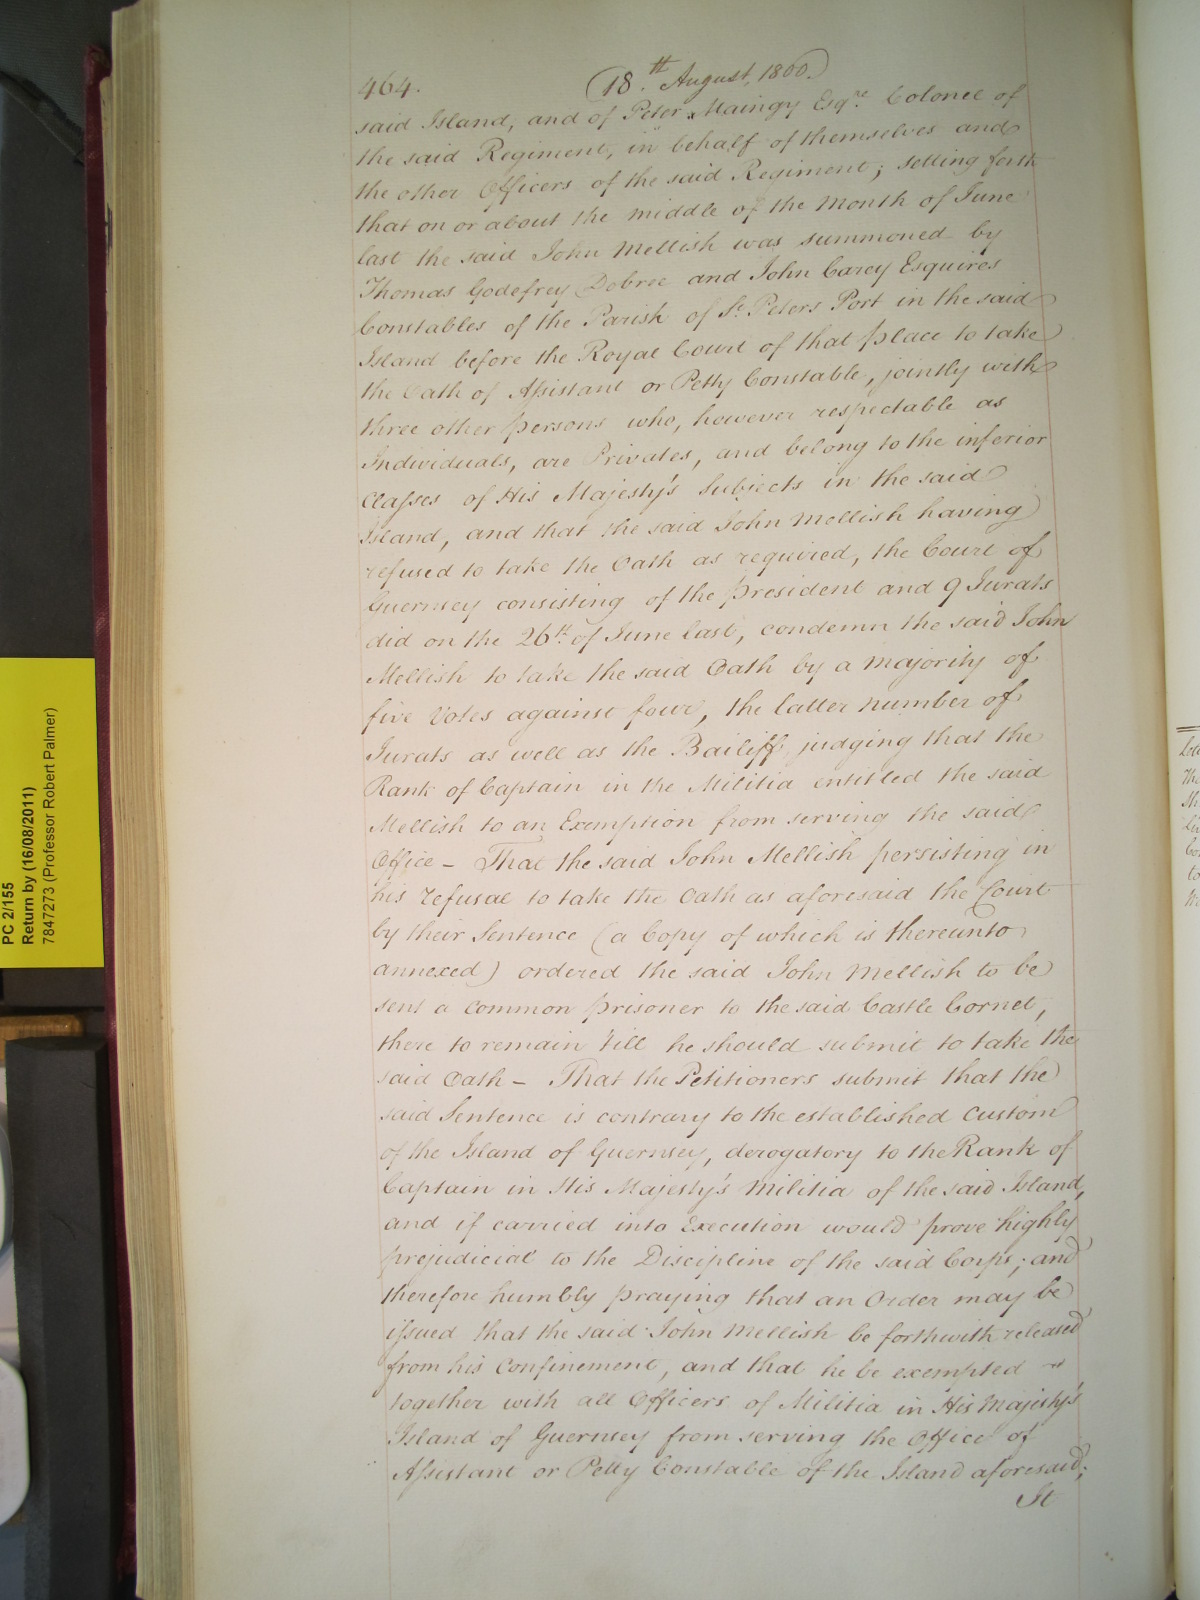 464.
(18.th August, 1800.)
said Island, and of Peter Maingy Esqre. Colonel of
the said Regiment, in behalf of themselves and
the other Officers of the said Regiment; setting forth
that on or about the middle of the Month of June
last the said John Mellish was summoned by
Thomas Godefrey Dobree and John Carey Esquires
Constables of the Parish of St. Peters Port in the said
Island before the Royal Court of that place to take
the Oath of Assistant or Petty Constable, jointly with
three other persons who, however respectable as
Individuals, are Privates, and belong to the inferior
Classes of His Majesty's Subjects in the said
Island, and that the said John Mellish having
refused to take the Oath as required, the Court of
Guernsey consisting of the president and 9 Jurats
did on the 26th. of June last, condemn the said John
Mellish to take the said Oath by a majority of
five Votes against four, the latter number of
Jurats as well as the Bailiff judging that the
Rank of Captain in the Militia entitled the said
Mellish to an Exemption from serving the said
Office – That the said John Mellish persisting in
his refusal to take the Oath as aforesaid the Court
by their Sentence (a Copy of which is thereunto
annexed) ordered the said John Mellish to be
sent a common prisoner to the said Castle Cornet,
there to remain 'till he should submit to take the
said Oath – That the Petitioners submit that the
said Sentence is contrary to the established custom
of the Island of Guernsey, derogatory to the Rank of
Captain in His Majesty's Militia of the said Island,
and if carried into Execution would prove highly
prejudicial to the Discipline of the said Corps; and
therefore humbly praying that an Order may be
issued that the said John Mellish be forthwith released
from his Confinement, and that he be exempted
together with all Officers of Militia in His Majesty's
Island of Guernsey from serving the Office of
Assistant or Petty Constable of the Island aforesaid;
It
PC 2/155
Return by (16/08/2011)
7847273 (Professor Robert Palmer)